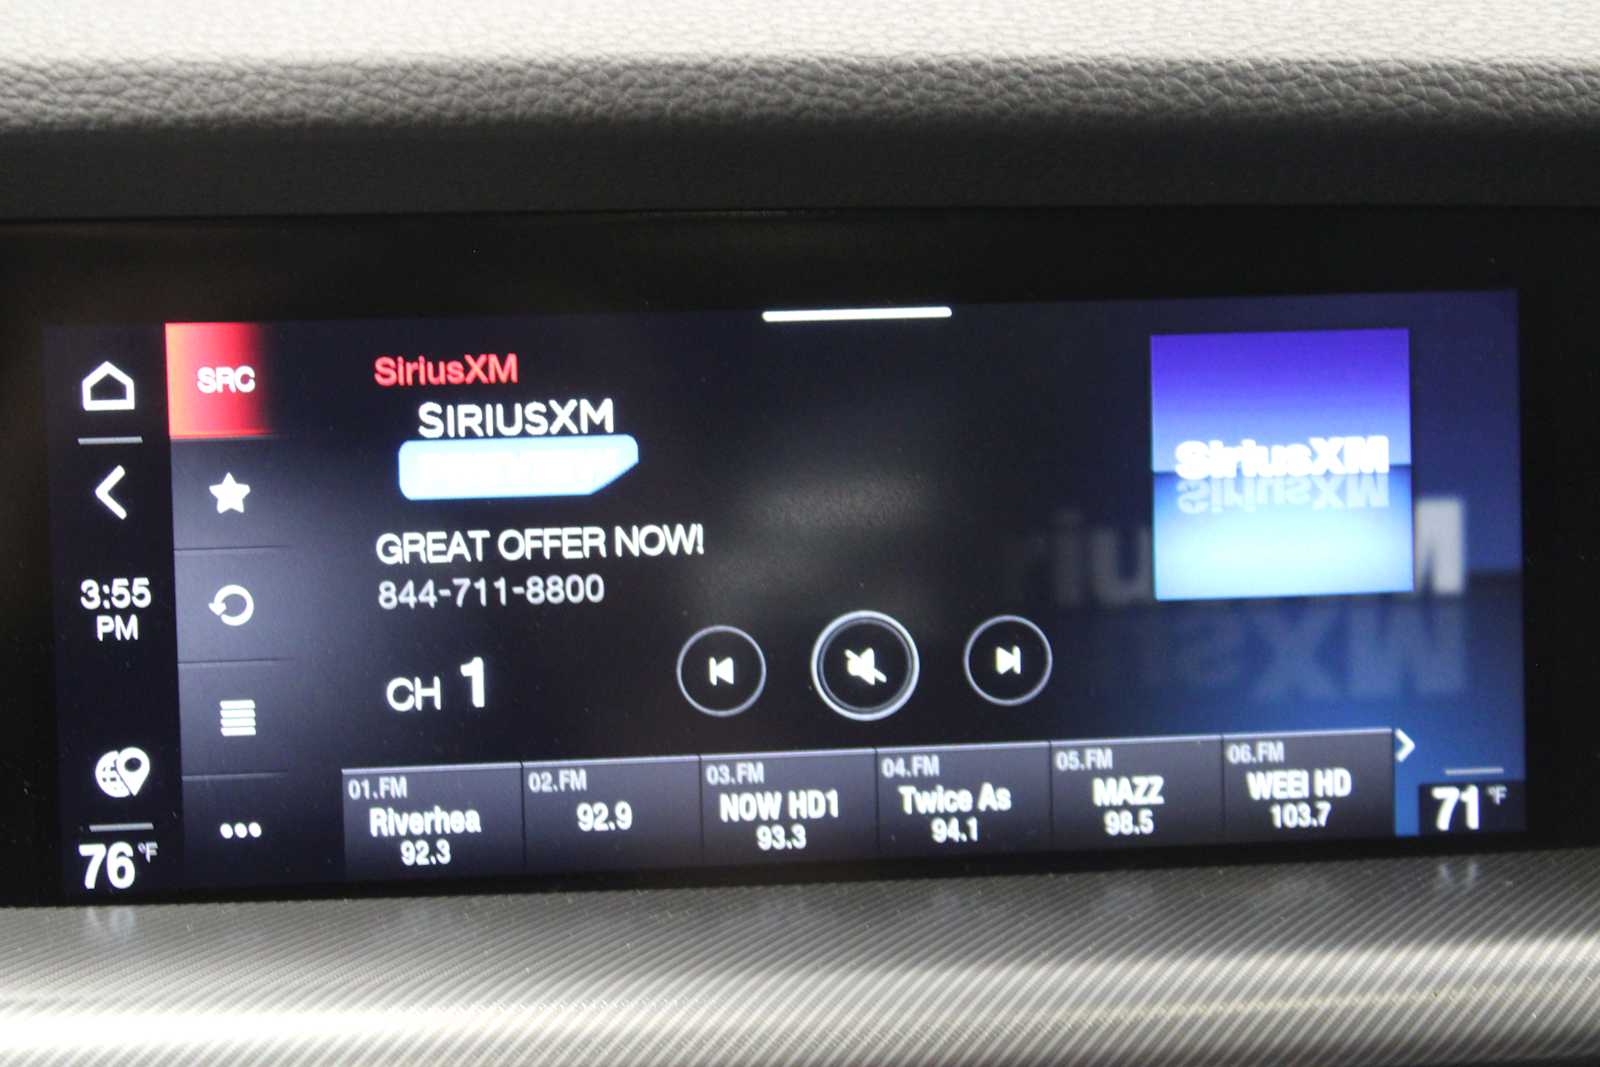 SRC
SiriusXM
SIRIUSXM
GREAT OFFER NOW!
844-711-8800
3:55
PM
CH 1
SiriusXM
01.FM
Riverhea
92.3
02.FM
92.9
03.FM
NOW HD1
93.3
04.FM
Twice As
94.1
05.FM
MAZZ
98.5
06.FM
WEEI HD
103.7
76 °F
71 °F